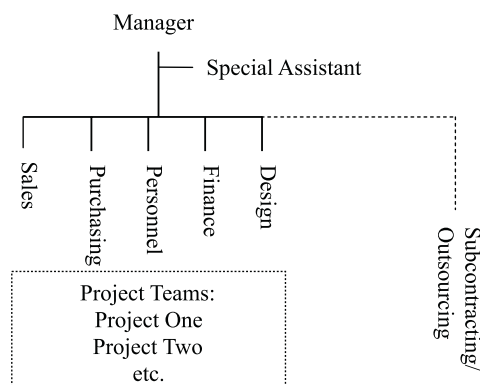 Manager
Special Assistant
Sales
Purchasing
Personnel
Finance
Design
Subcontracting/
Outsourcing
Project Teams:
Project One
Project Two
etc.